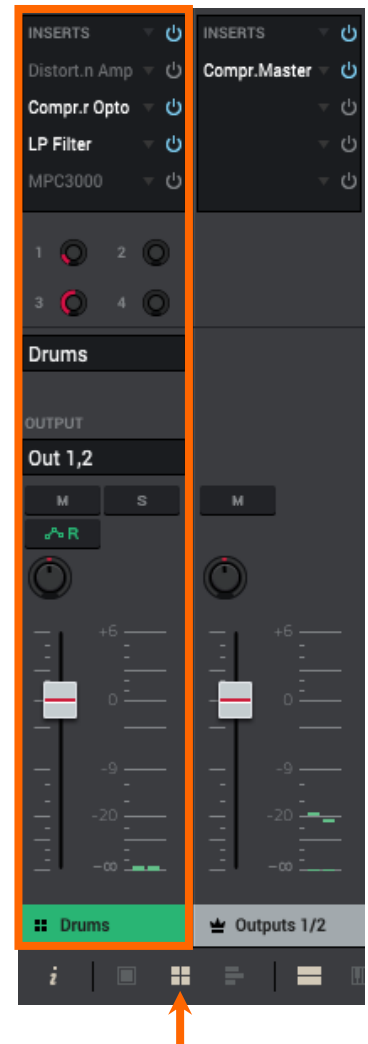 INSERTS
Distort.n Amp
Compr.r Opto
LP Filter
MPC3000
1 2
3 4
Drums
OUTPUT
Out 1,2
M S
R
+6
0
-9
-20
-∞
Drums
INSERTS
Compr.Master
M
+6
0
-9
-20
-∞
Outputs 1/2
i